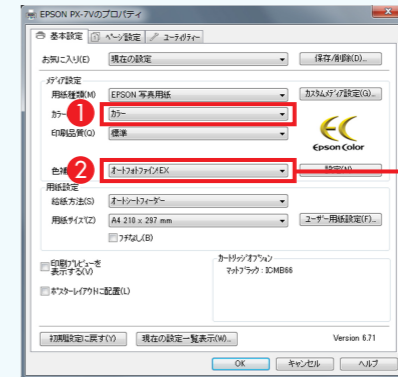 EPSON PX-7Vのプロパティ
基本設定 ページ設定 ユーティリティー
お気に入り(E) 現在の設定 保存/削除(D)...
メディア設定
用紙種類(M) EPSON 写真用紙 カスタムメディア設定(G)...
1 カラー カラー
印刷品質(Q) 標準
Epson Color
2 色補 オートフォトファイン!EX 設定(N)...
用紙設定
給紙方法(S) オートシートフィーダー
用紙サイズ(Z) A4 210 x 297 mm ユーザー用紙設定(F)...
フチなし(B)
印刷プレビューを
表示する(V)
カートリッジオプション
マットブラック : ICMB66
ポスターレイアウトに配置(L)
初期設定に戻す(Y) 現在の設定一覧表示(W)... Version 6.71
OK キャンセル ヘルプ